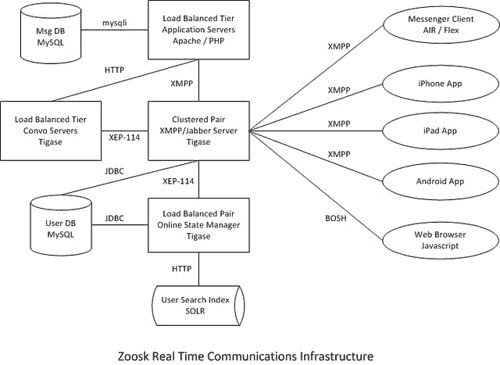 Msg DB
MySQL
mysqli
Load Balanced Tier
Application Servers
Apache / PHP
Messenger Client
AIR / Flex
HTTP
XMPP
XMPP
iPhone App
XMPP
Load Balanced Tier
Convo Servers
Tigase
XEP-114
Clustered Pair
XMPP/Jabber Server
Tigase
XMPP
iPad App
XMPP
Android App
JDBC
XEP-114
BOSH
User DB
MySQL
JDBC
Load Balanced Pair
Online State Manager
Tigase
Web Browser
Javascript
HTTP
User Search Index
SOLR
Zoosk Real Time Communications Infrastructure